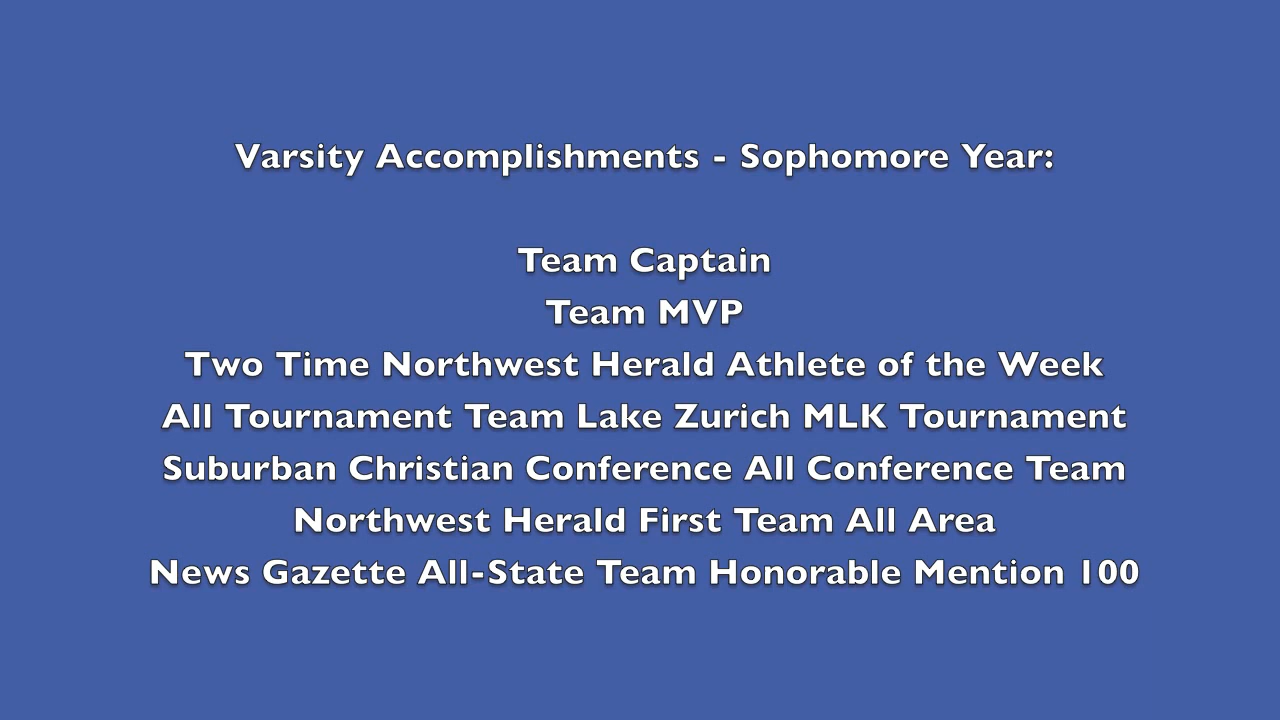 Varsity Accomplishments - Sophomore Year:
Team Captain
Team MVP
Two Time Northwest Herald Athlete of the Week
All Tournament Team Lake Zurich MLK Tournament
Suburban Christian Conference All Conference Team
Northwest Herald First Team All Area
News Gazette All-State Team Honorable Mention 100